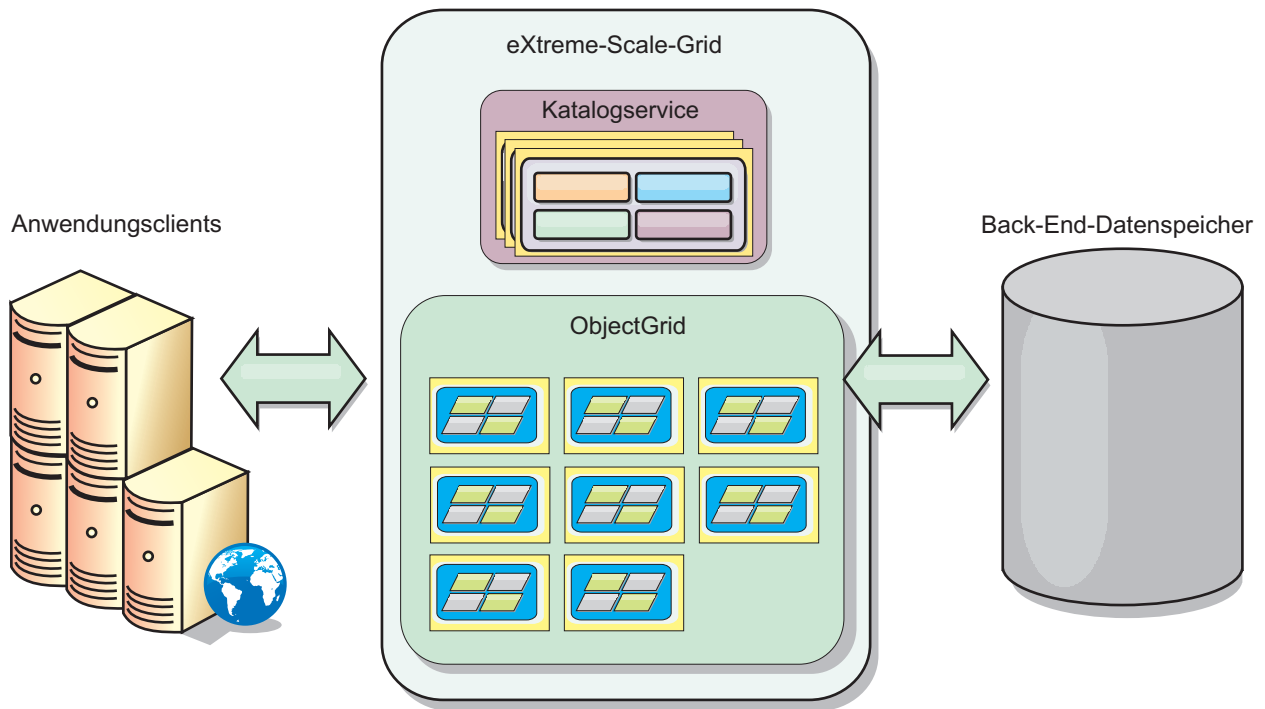 eXtreme-Scale-Grid
Katalogservice
Anwendungsclients
Back-End-Datenspeicher
ObjectGrid